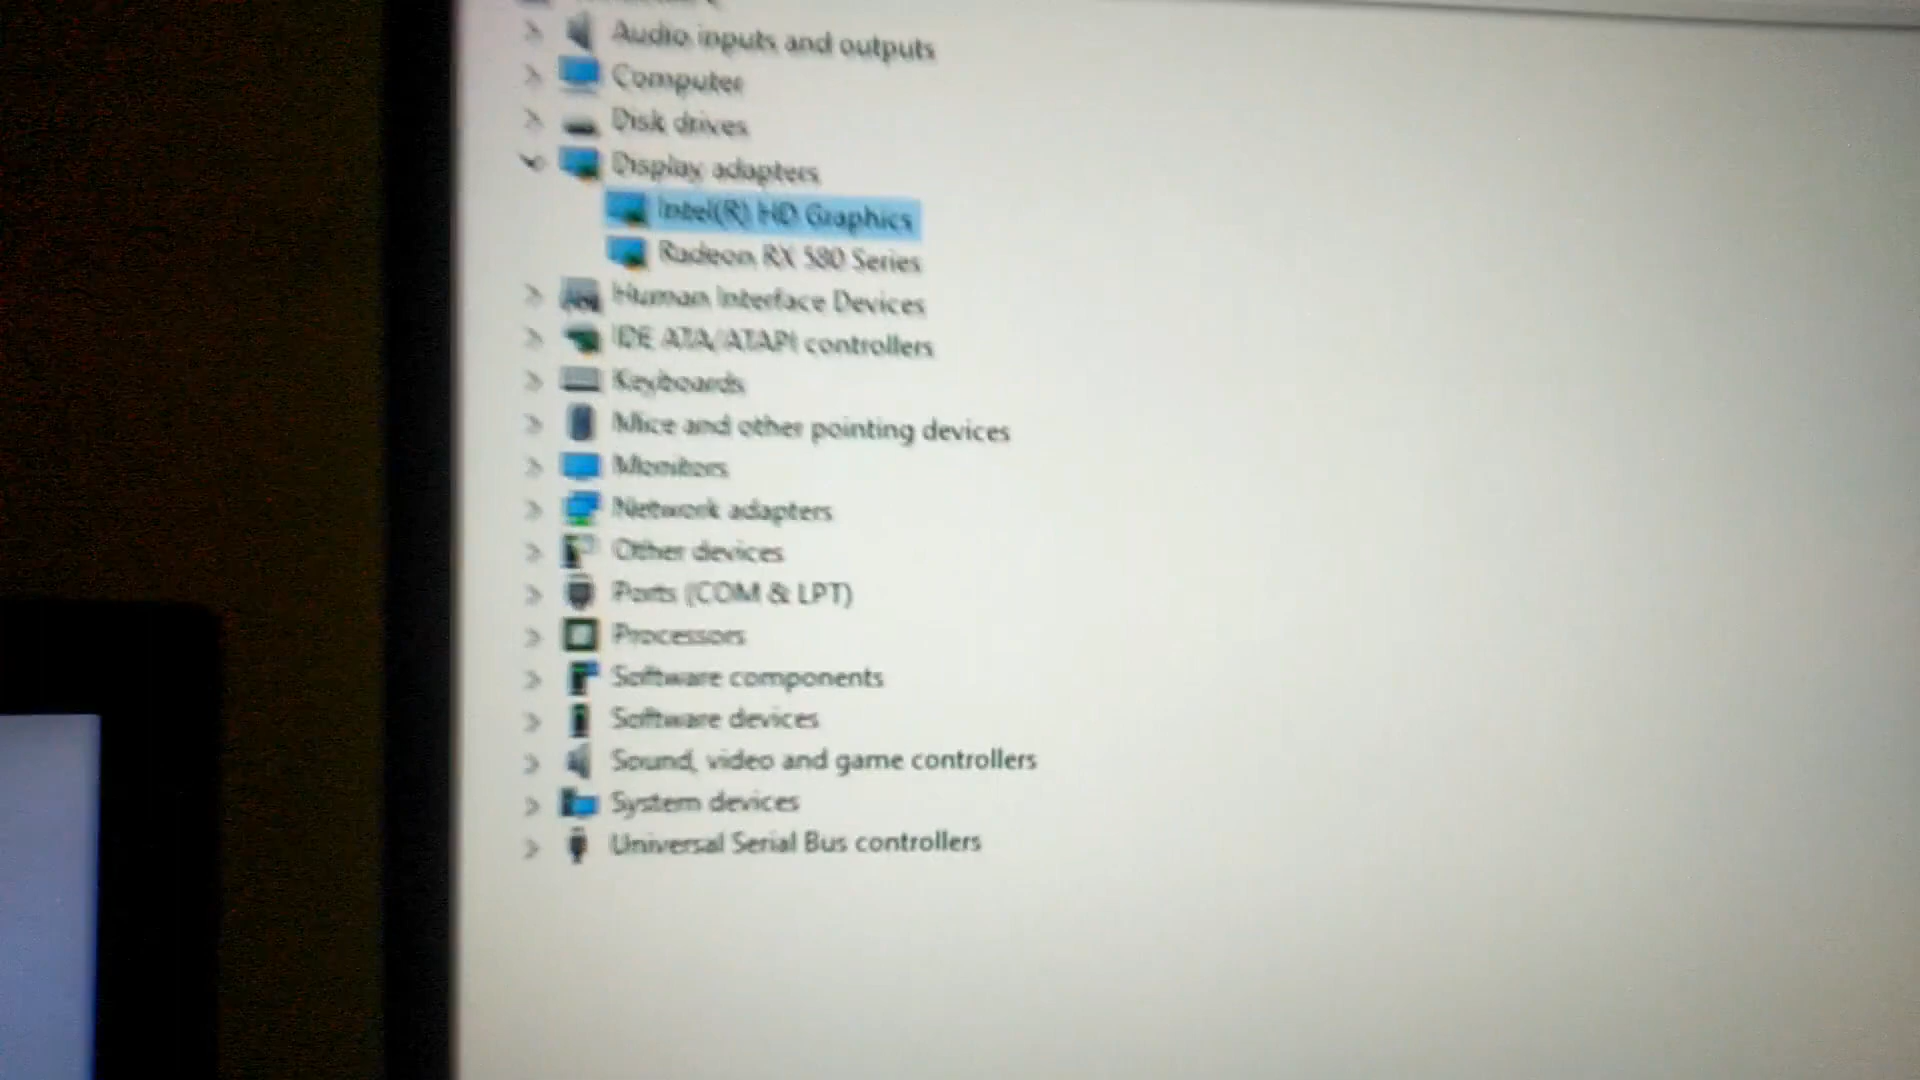 Audio inputs and outputs
Computer
Disk drives
Display adapters
Intel(R) HD Graphics
Radeon RX 580 Series
Human Interface Devices
IDE ATA/ATAPI controllers
Keyboards
Mice and other pointing devices
Monitors
Network adapters
Other devices
Ports (COM & LPT)
Processors
Software components
Software devices
Sound, video and game controllers
System devices
Universal Serial Bus controllers